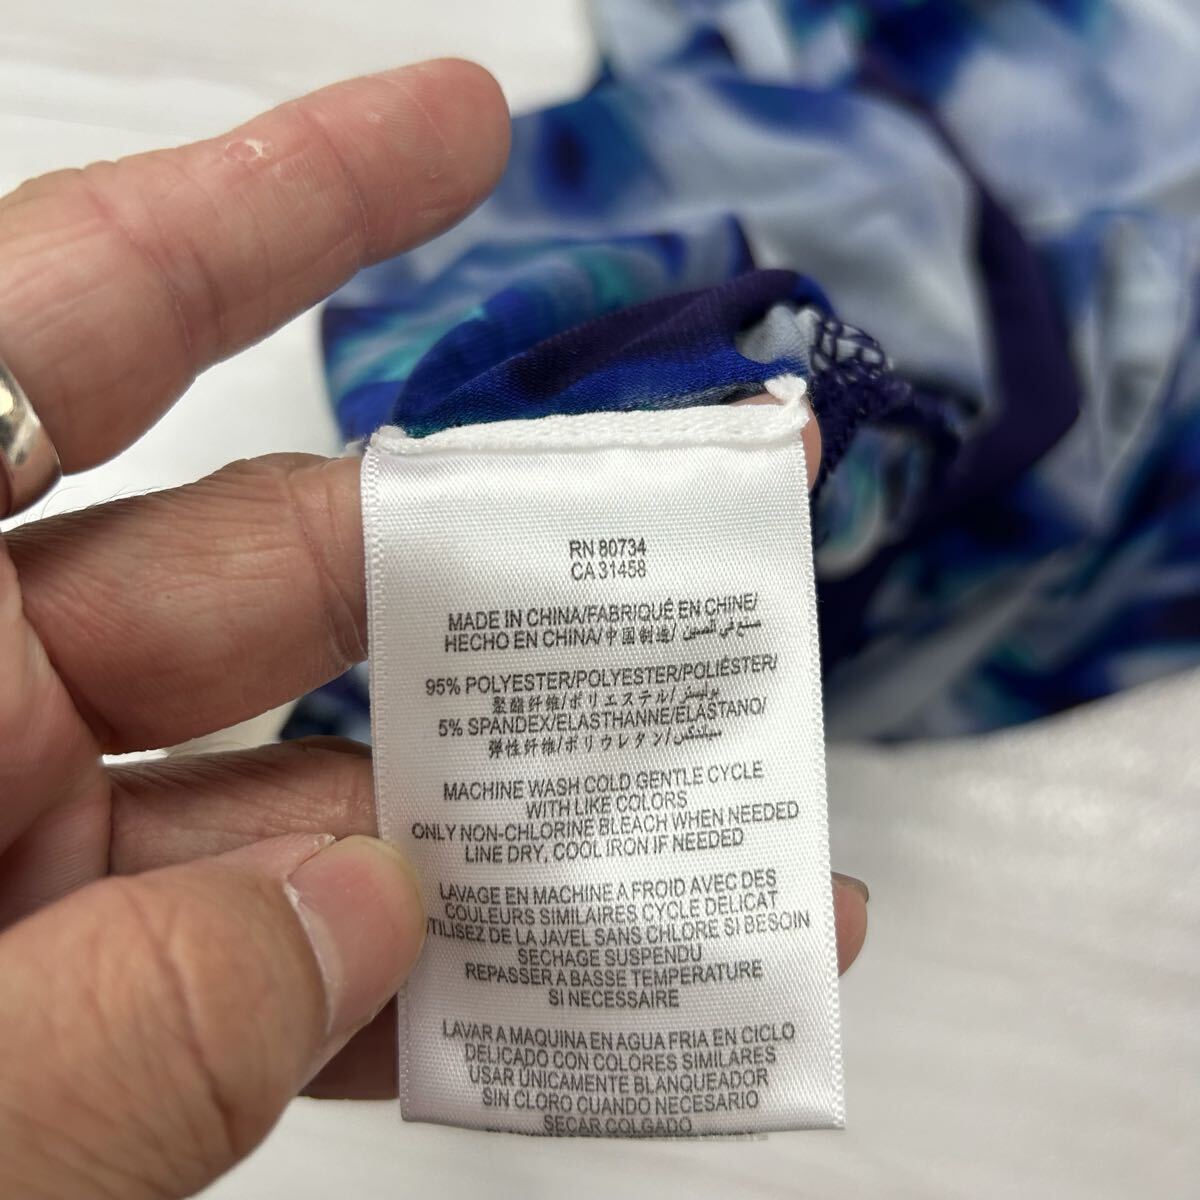 RN 80734
CA 31458
MADE IN CHINA/FABRIQUÉ EN CHINE/
HECHO EN CHINA/中国制造/ صنع في الصين
95% POLYESTER/POLYESTER/POLIÉSTER/
聚酯纤维/ポリエステル/ بوليستر
5% SPANDEX/ELASTHANNE/ELASTANO/
弹性纤维/ポリウレタン/ سباندكس
MACHINE WASH COLD GENTLE CYCLE
WITH LIKE COLORS
ONLY NON-CHLORINE BLEACH WHEN NEEDED
LINE DRY, COOL IRON IF NEEDED
LAVAGE EN MACHINE A FROID AVEC DES
COULEURS SIMILAIRES CYCLE DELICAT
UTILISEZ DE LA JAVEL SANS CHLORE SI BESOIN
SECHAGE SUSPENDU
REPASSER A BASSE TEMPERATURE
SI NECESSAIRE
LAVAR A MAQUINA EN AGUA FRIA EN CICLO
DELICADO CON COLORES SIMILARES
USAR UNICAMENTE BLANQUEADOR
SIN CLORO CUANDO NECESARIO
SECAR COLGADO